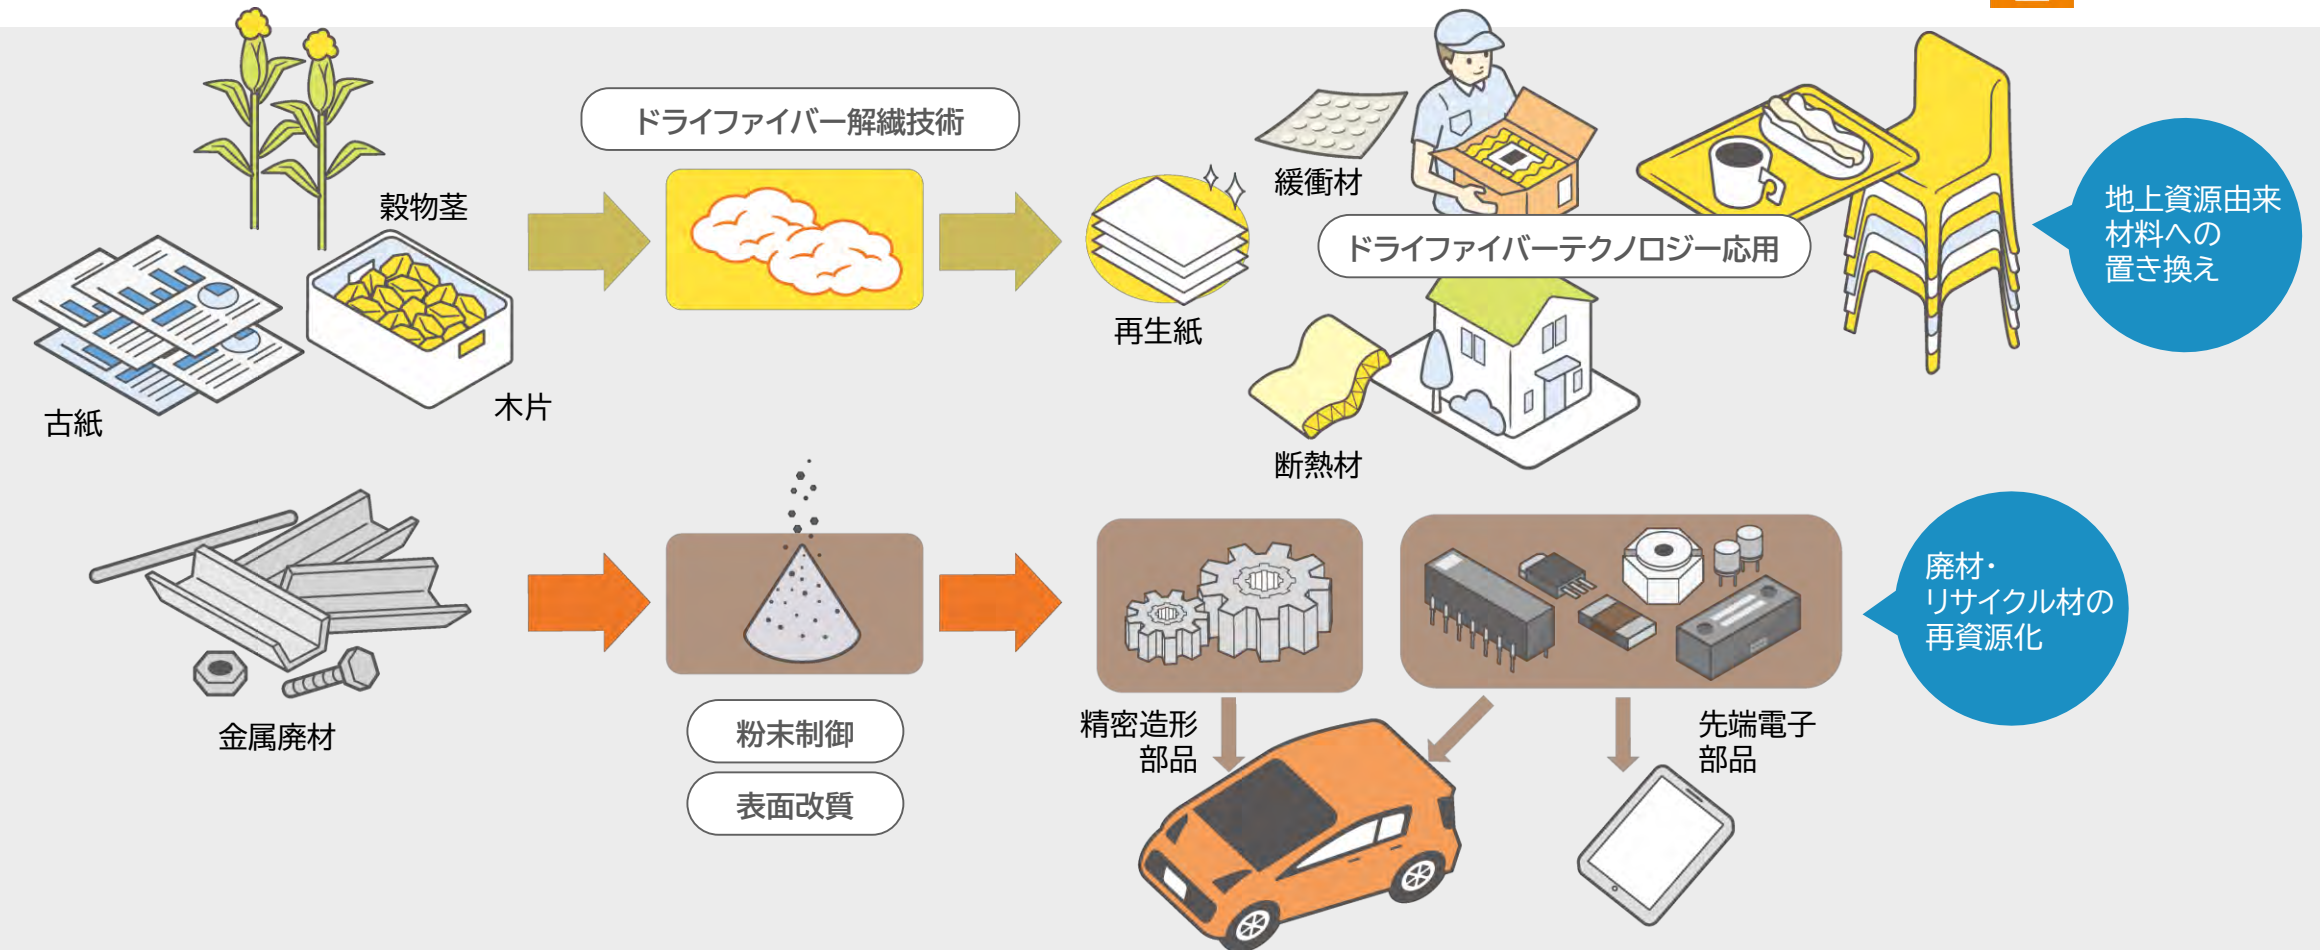 ドライファイバー解繊技術
穀物茎
古紙
木片
再生紙
緩衝材
ドライファイバーテクノロジー応用
断熱材
地上資源由来
材料への
置き換え
金属廃材
粉末制御
表面改質
精密造形
部品
先端電子
部品
廃材・
リサイクル材の
再資源化